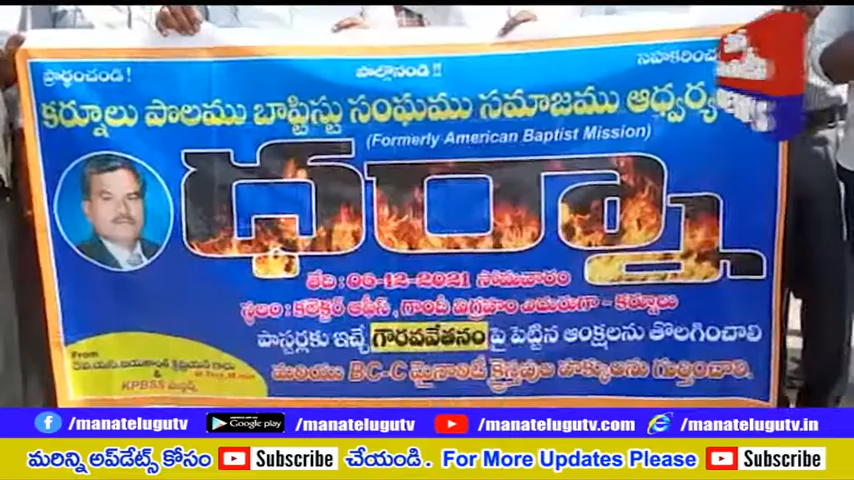 ప్రార్థించండి!
పాల్గొనండి!!
కర్నూలు పొలము బాప్టిస్టు సంఘము సమాజము ఆధ్వర్య
(Formerly American Baptist Mission)
ధర్నా
తేది : 06-12-2021 సోమవారం
స్థలం : కలెక్టర్ ఆఫీస్, గాంధీ విగ్రహం ఎదురుగా - కర్నూలు
పాస్టర్లకు ఇచ్చే గౌరవవేతనం పై పెట్టిన ఆంక్షలను తొలగించాలి
మరియు BC-C మైనారిటీ క్రైస్తవుల హక్కులను గుర్తించాలి.
From
KPBSS
/manatelugutv Google play /manatelugutv /manatelugutv.com /manatelugutv.in
మరిన్ని అప్‌డేట్స్ కోసం Subscribe చేయండి. For More Updates Please Subscribe